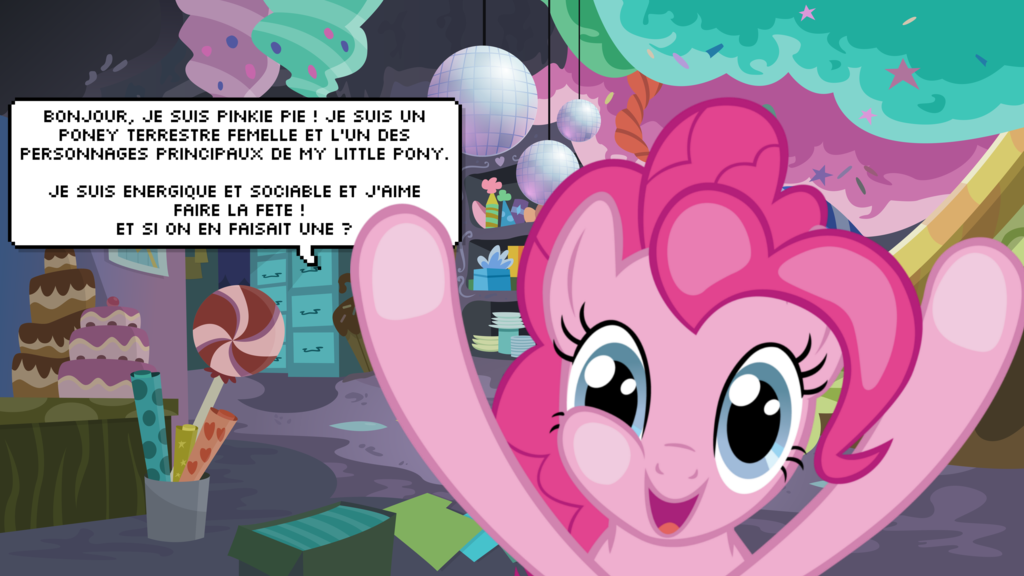 BONJOUR, JE SUIS PINKIE PIE ! JE SUIS UN
PONEY TERRESTRE FEMELLE ET L'UN DES
PERSONNAGES PRINCIPAUX DE MY LITTLE PONY.
JE SUIS ENERGIQUE ET SOCIABLE ET J'AIME
FAIRE LA FETE !
ET SI ON EN FAISAIT UNE ?